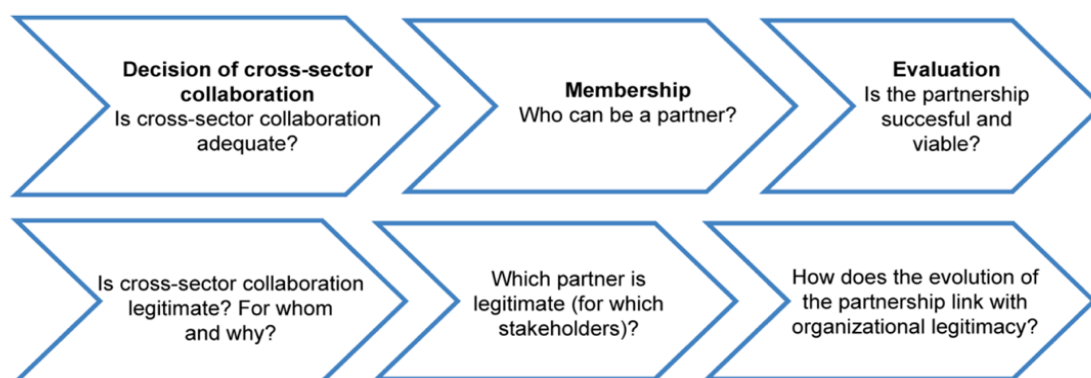 Decision of cross-sector
collaboration
Is cross-sector collaboration
adequate?
Membership
Who can be a partner?
Evaluation
Is the partnership
succesful and
viable?
Is cross-sector collaboration
legitimate? For whom
and why?
Which partner is
legitimate (for which
stakeholders)?
How does the evolution of
the partnership link with
organizational legitimacy?